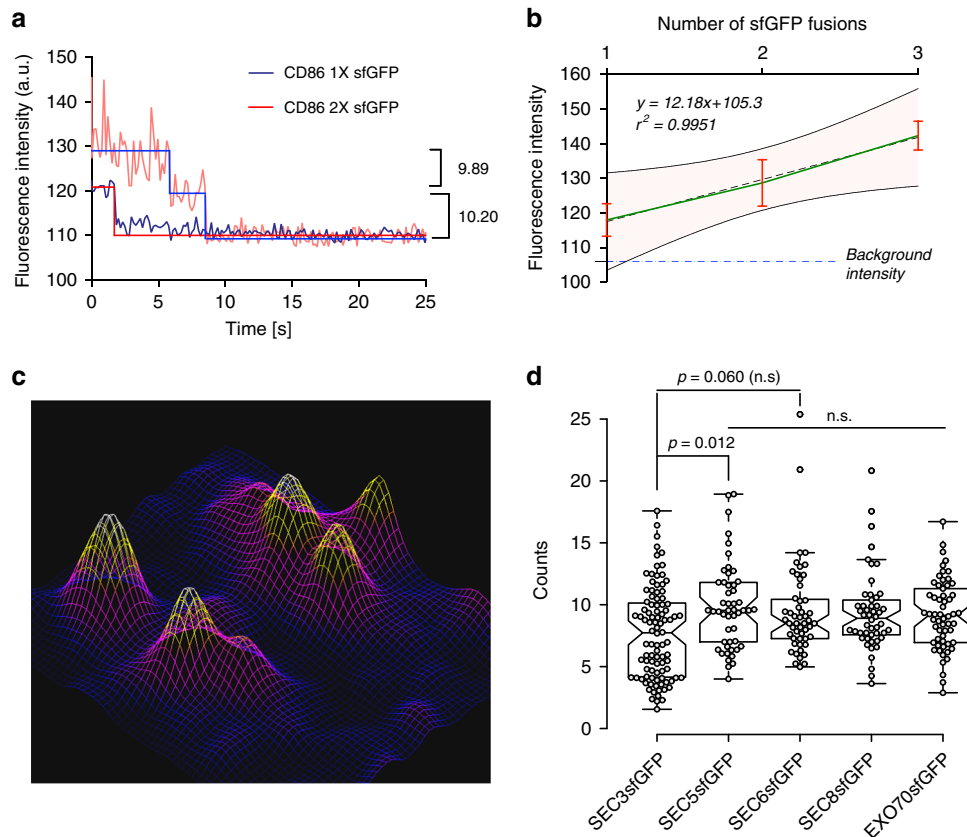 a
Fluorescence intensity (a.u.)
150
140
130
120
110
100
CD86 1X sfGFP
CD86 2X sfGFP
9.89
10.20
0
5
10
15
20
25
Time [s]
b
Number of sfGFP fusions
1
2
3
Fluorescence intensity
160
150
140
130
120
110
100
y = 12.18x+105.3
r² = 0.9951
Background
intensity
c
d
p = 0.060 (n.s)
n.s.
p = 0.012
Counts
25
20
15
10
5
0
SEC3sfGFP
SEC5sfGFP
SEC6sfGFP
SEC8sfGFP
EXO70sfGFP